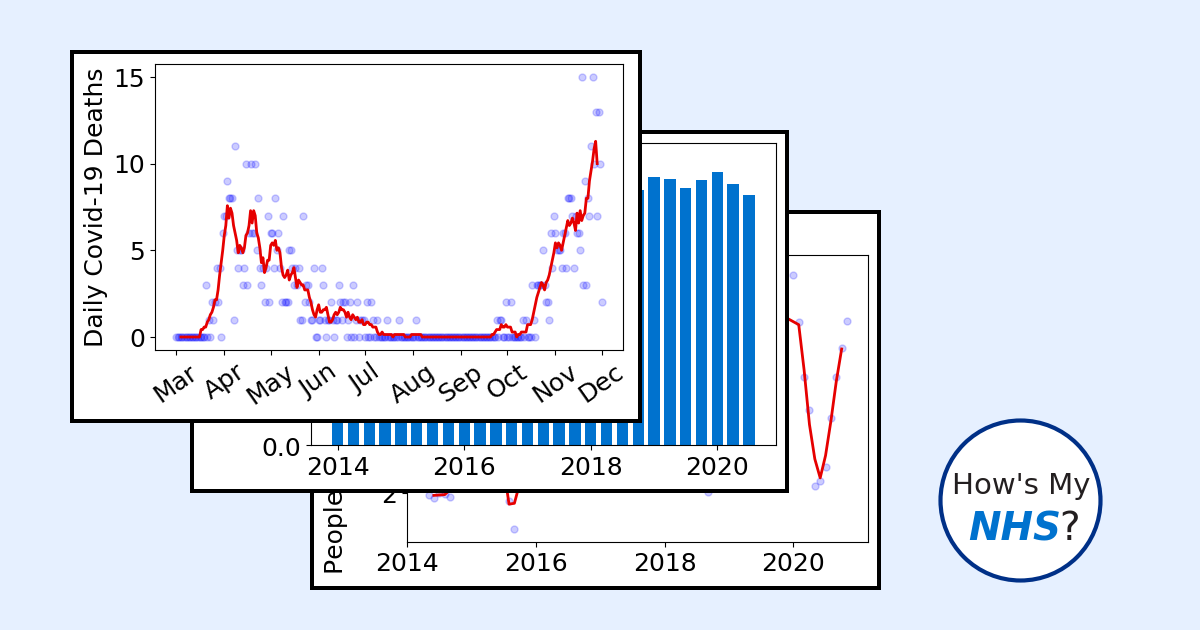 Daily Covid-19 Deaths
15
10
5
0
Mar Apr May Jun Jul Aug Sep Oct Nov Dec
0.0
2014 2016 2018 2020
People
2
2014 2016 2018 2020
How's My
NHS?